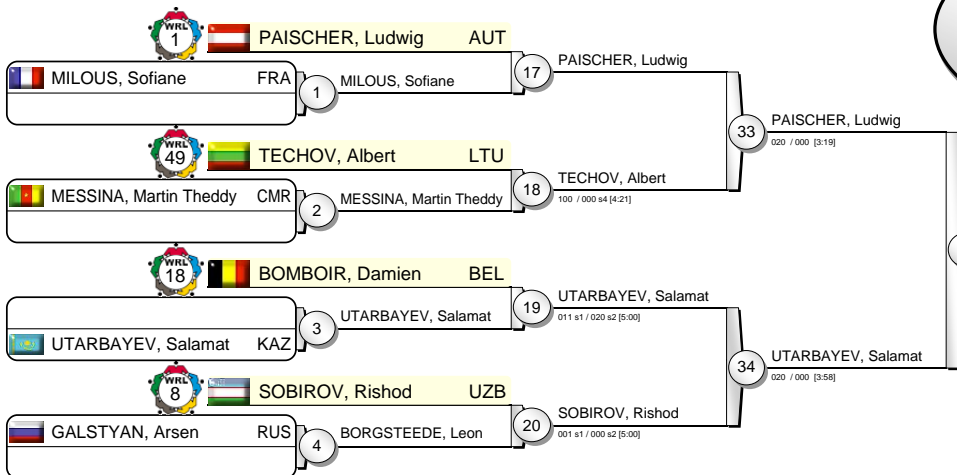 WRL
1
PAISCHER, Ludwig AUT
MILOUS, Sofiane FRA
1
MILOUS, Sofiane
17
PAISCHER, Ludwig
WRL
49
TECHOV, Albert LTU
MESSINA, Martin Theddy CMR
2
MESSINA, Martin Theddy
18
TECHOV, Albert
100 / 000 s4 [4:21]
33
PAISCHER, Ludwig
020 / 000 [3:19]
WRL
18
BOMBOIR, Damien BEL
UTARBAYEV, Salamat KAZ
3
UTARBAYEV, Salamat
19
UTARBAYEV, Salamat
011 s1 / 020 s2 [5:00]
WRL
8
SOBIROV, Rishod UZB
GALSTYAN, Arsen RUS
4
BORGSTEEDE, Leon
20
SOBIROV, Rishod
001 s1 / 000 s2 [5:00]
34
UTARBAYEV, Salamat
020 / 000 [3:58]